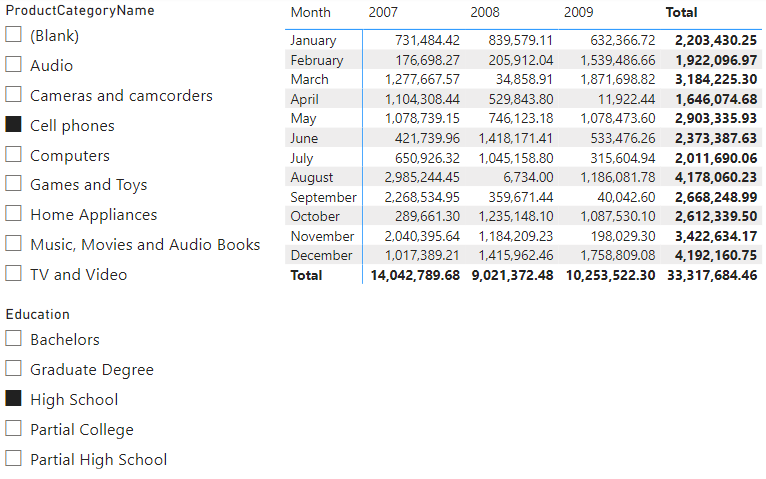 ProductCategoryName
(Blank)
Audio
Cameras and camcorders
Cell phones
Computers
Games and Toys
Home Appliances
Music, Movies and Audio Books
TV and Video
Education
Bachelors
Graduate Degree
High School
Partial College
Partial High School
Month 2007 2008 2009 Total
January 731,484.42 839,579.11 632,366.72 2,203,430.25
February 176,698.27 205,912.04 1,539,486.66 1,922,096.97
March 1,277,667.57 34,858.91 1,871,698.82 3,184,225.30
April 1,104,308.44 529,843.80 11,922.44 1,646,074.68
May 1,078,739.15 746,123.18 1,078,473.60 2,903,335.93
June 421,739.96 1,418,171.41 533,476.26 2,373,387.63
July 650,926.32 1,045,158.80 315,604.94 2,011,690.06
August 2,985,244.45 6,734.00 1,186,081.78 4,178,060.23
September 2,268,534.95 359,671.44 40,042.60 2,668,248.99
October 289,661.30 1,235,148.10 1,087,530.10 2,612,339.50
November 2,040,395.64 1,184,209.23 198,029.30 3,422,634.17
December 1,017,389.21 1,415,962.46 1,758,809.08 4,192,160.75
Total 14,042,789.68 9,021,372.48 10,253,522.30 33,317,684.46